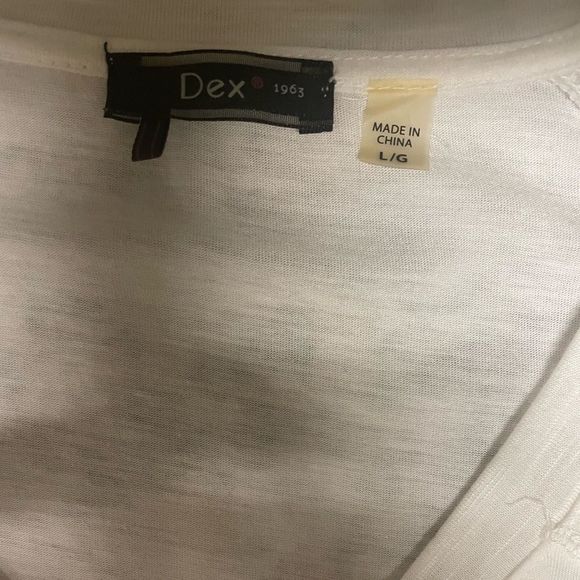 Dex® 1963
MADE IN
CHINA
L/G